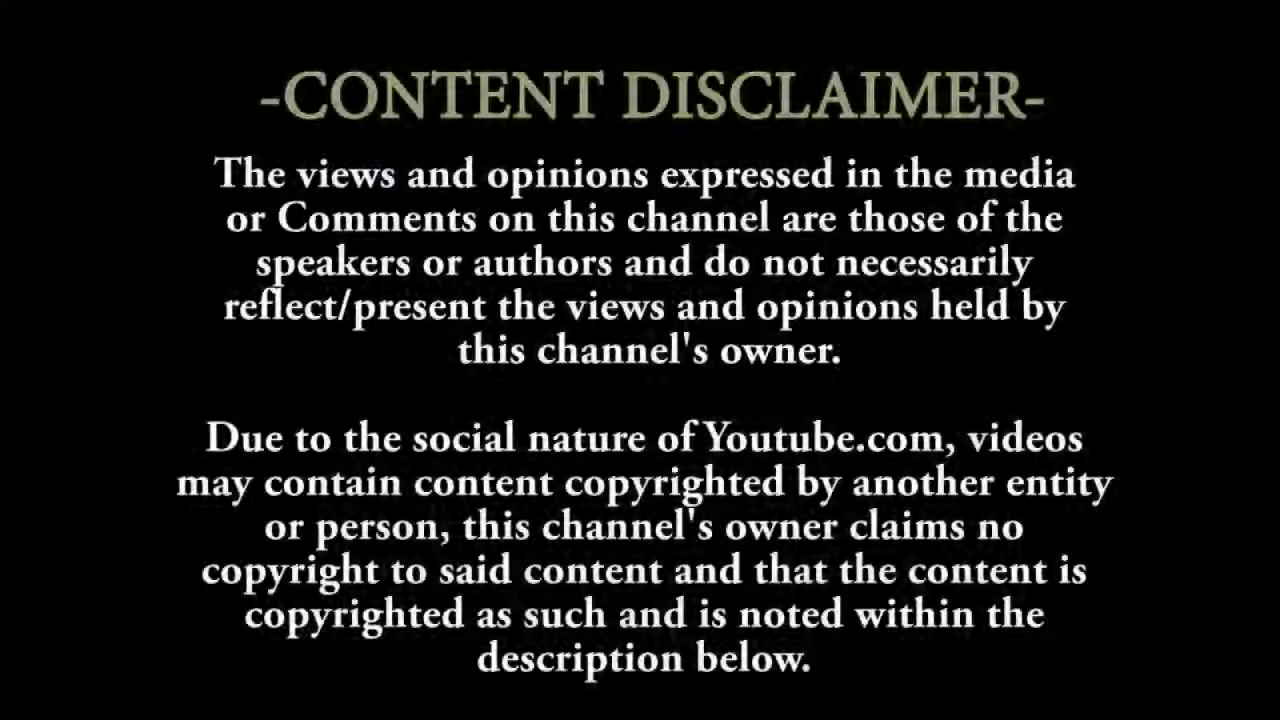 -CONTENT DISCLAIMER-
The views and opinions expressed in the media
or Comments on this channel are those of the
speakers or authors and do not necessarily
reflect/present the views and opinions held by
this channel's owner.
Due to the social nature of Youtube.com, videos
may contain content copyrighted by another entity
or person, this channel's owner claims no
copyright to said content and that the content is
copyrighted as such and is noted within the
description below.